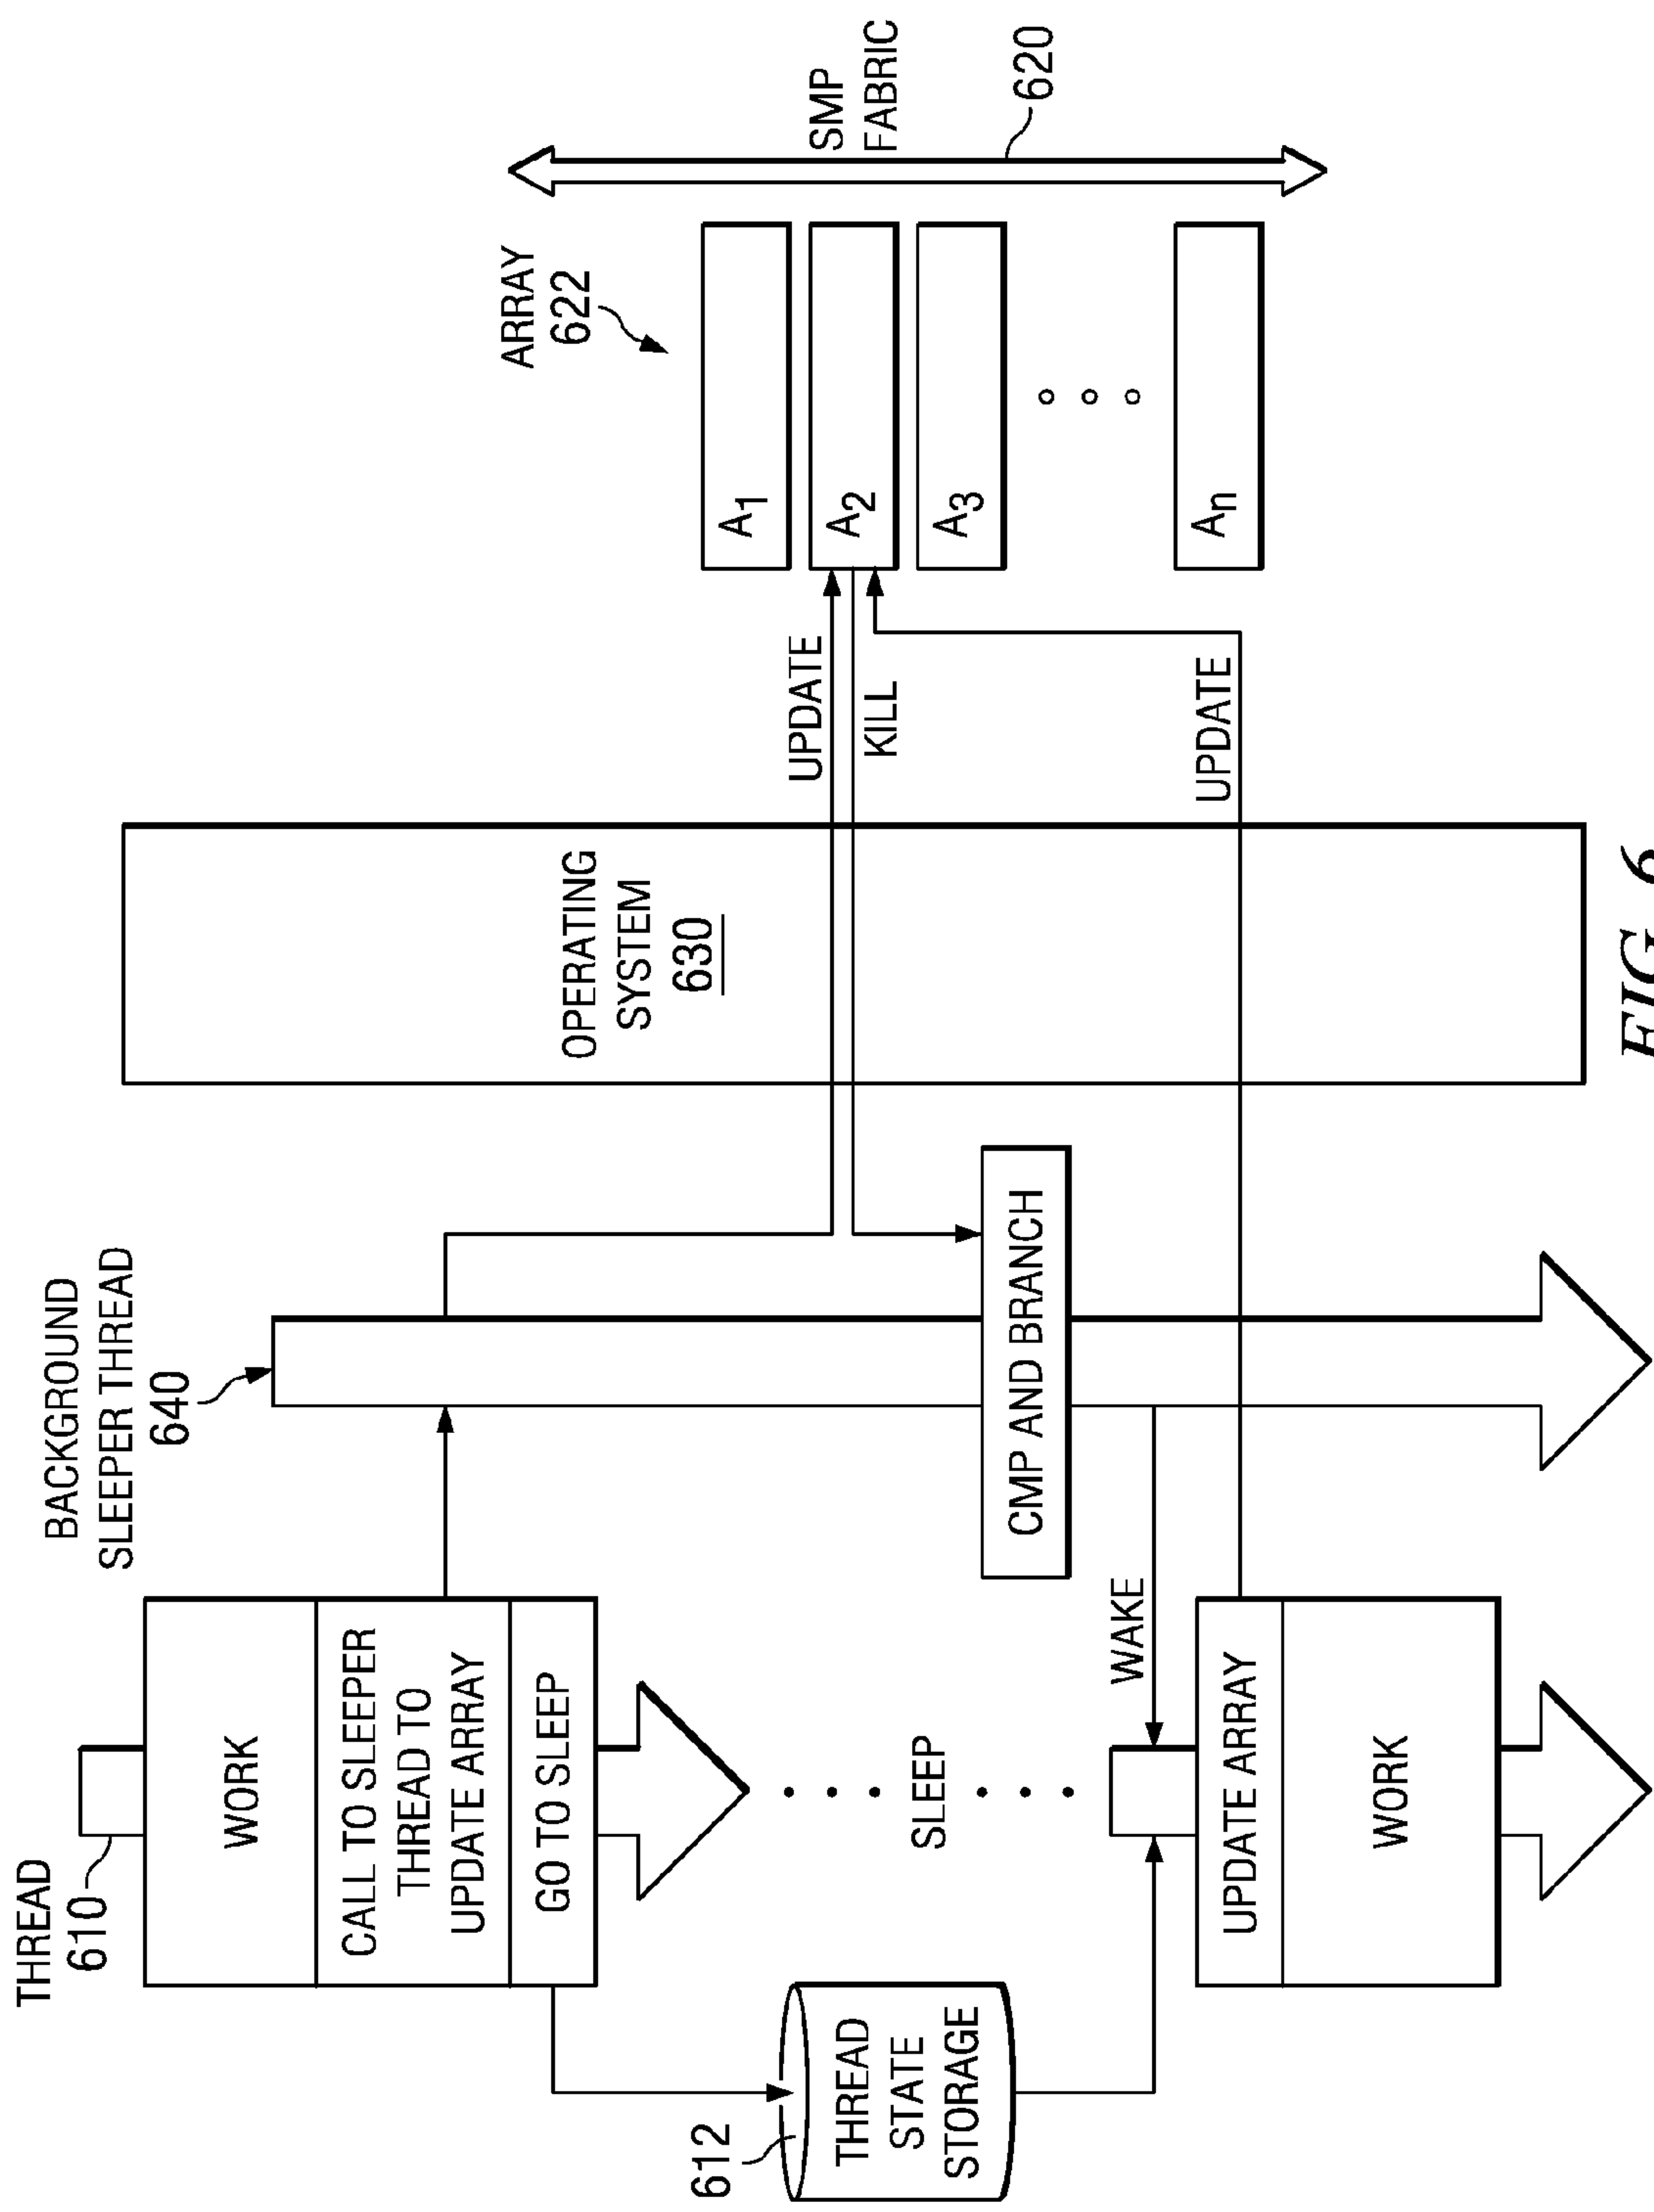 THREAD
610
WORK
CALL TO SLEEPER
THREAD TO
UPDATE ARRAY
GO TO SLEEP
612
THREAD
STATE
STORAGE
SLEEP
WAKE
UPDATE ARRAY
WORK
BACKGROUND
SLEEPER THREAD
640
CMP AND BRANCH
OPERATING
SYSTEM
630
UPDATE
KILL
UPDATE
ARRAY
622
A1
A2
A3
An
SMP
FABRIC
620
FIG. 6